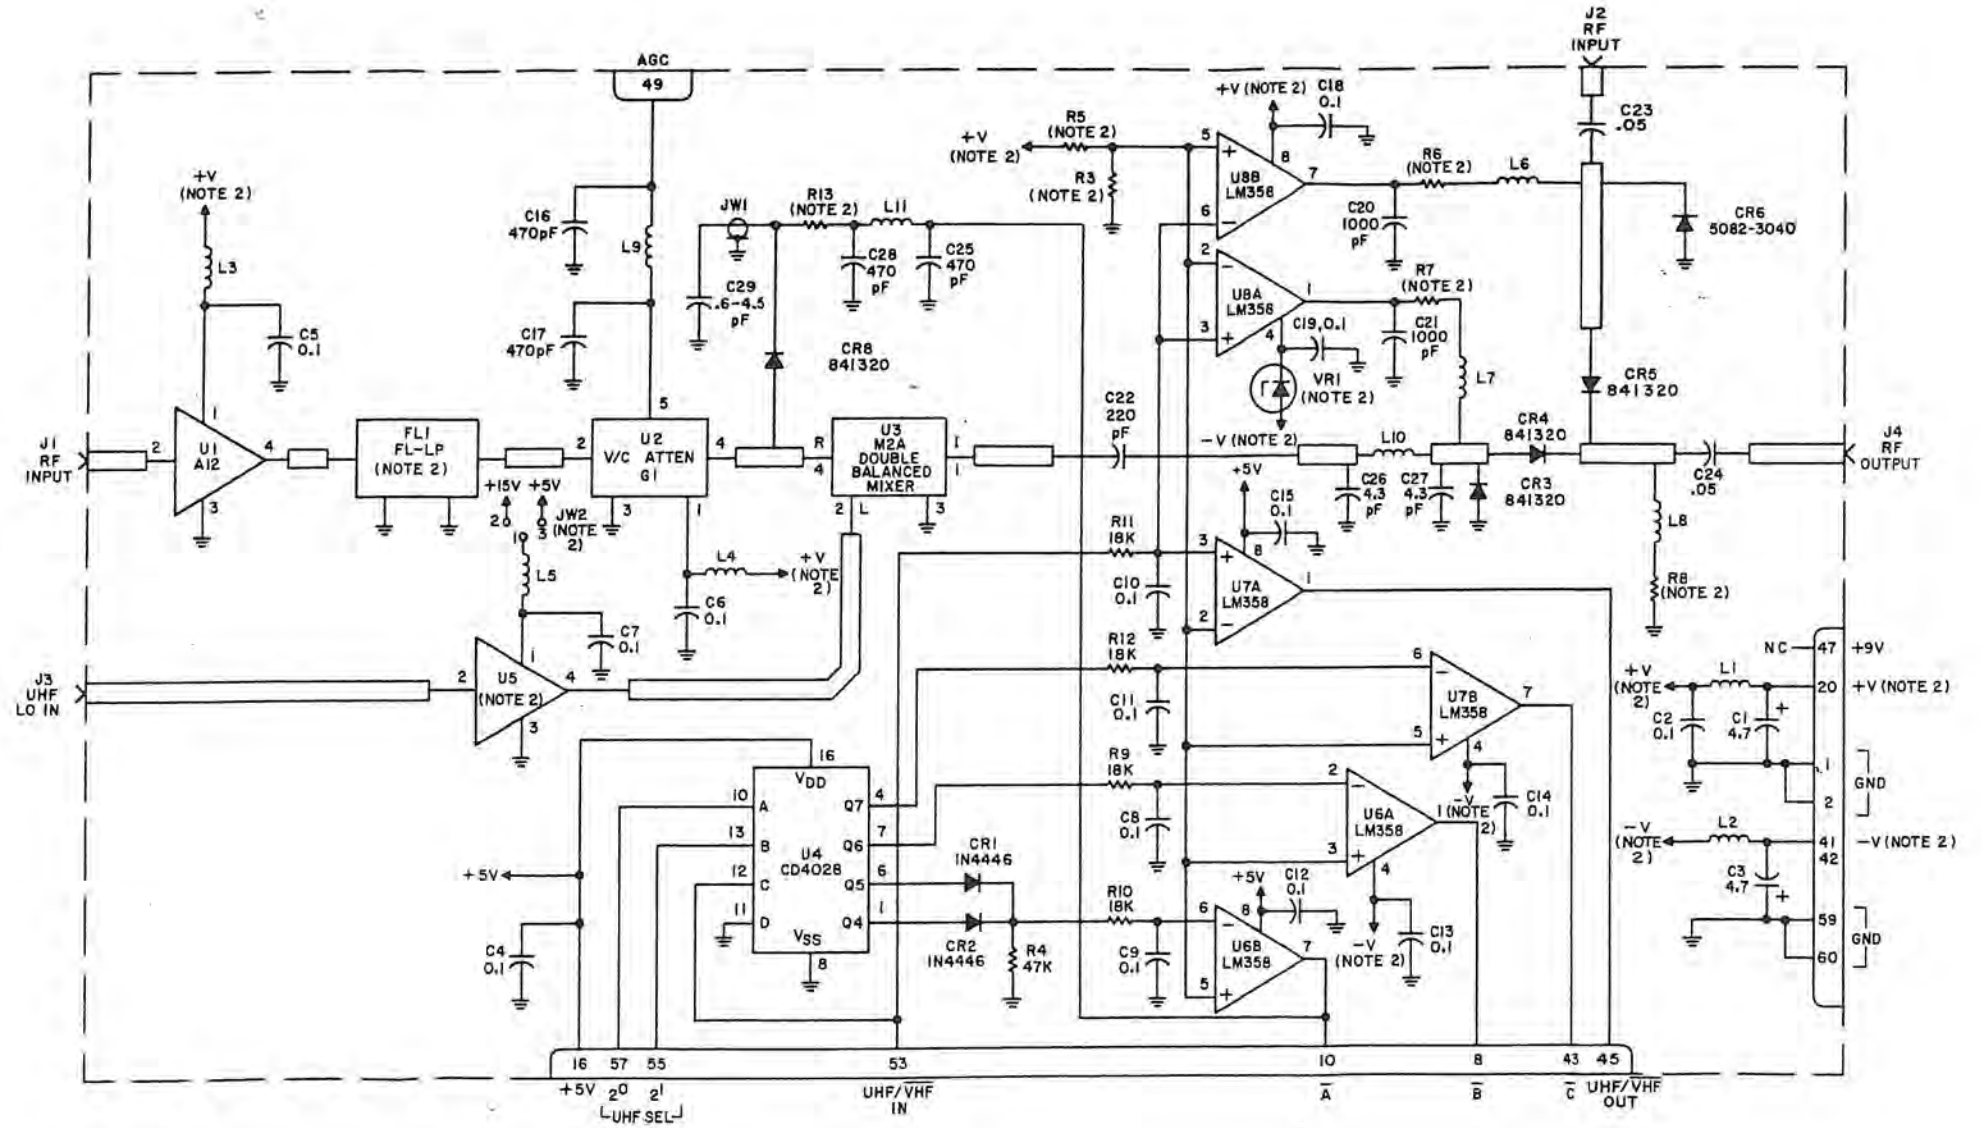 J2
RF
INPUT
AGC
49
C23
.05
+V (NOTE 2)
C18
0.1
R5
(NOTE 2)
+V
(NOTE 2)
5
+
8
U8B
LM358
7
6
−
R3
(NOTE 2)
R6
(NOTE 2)
L6
C20
1000
pF
CR6
5082-3040
+V
(NOTE 2)
L3
C5
0.1
C16
470pF
L9
C17
470pF
JW1
R13
(NOTE 2)
L11
C29
.6-4.5
pF
C28
470
pF
C25
470
pF
CR8
841320
2
−
U8A
LM358
1
3
+
4
C19,0.1
R7
(NOTE 2)
C21
1000
pF
VR1
(NOTE 2)
-V (NOTE 2)
L7
CR5
841320
J1
RF
INPUT
2
1
U1
A12
4
3
FL1
FL-LP
(NOTE 2)
5
2
U2
V/C ATTEN
G1
4
3
1
R
4
U3
M2A
DOUBLE
BALANCED
MIXER
I
1
2
L
3
C22
220
pF
L10
C26
4.3
pF
C27
4.3
pF
CR4
841320
CR3
841320
C24
.05
J4
RF
OUTPUT
L8
R8
(NOTE 2)
+15V
+5V
2
JW2
(NOTE
2)
1
3
L5
C7
0.1
L4
+V
(NOTE
2)
C6
0.1
J3
UHF
LO IN
2
1
U5
(NOTE 2)
4
3
R11
18K
C10
0.1
+5V
C15
0.1
3
+
8
U7A
LM358
1
2
−
R12
18K
C11
0.1
6
−
U7B
LM358
7
5
+
4
-V
(NOTE
2)
C14
0.1
R9
18K
C8
0.1
2
−
U6A
LM358
1
3
+
4
-V
(NOTE 2)
C13
0.1
R10
18K
C9
0.1
+5V
C12
0.1
6
−
8
U6B
LM358
7
5
+
16
VDD
10
A
Q7
4
13
B
Q6
7
U4
CD4028
12
C
Q5
6
11
D
Q4
1
VSS
8
+5V
C4
0.1
CR1
1N4446
CR2
1N4446
R4
47K
NC
47
+9V
+V
(NOTE
2)
L1
20
+V (NOTE 2)
C2
0.1
C1
4.7
+
1
2
GND
-V
(NOTE
2)
L2
41
42
-V (NOTE 2)
C3
4.7
+
59
60
GND
16
57
55
53
10
8
43
45
+5V
2⁰
2¹
UHF SEL
UHF/V̅H̅F̅
IN
A̅
B̅
C̅
UHF/V̅H̅F̅
OUT